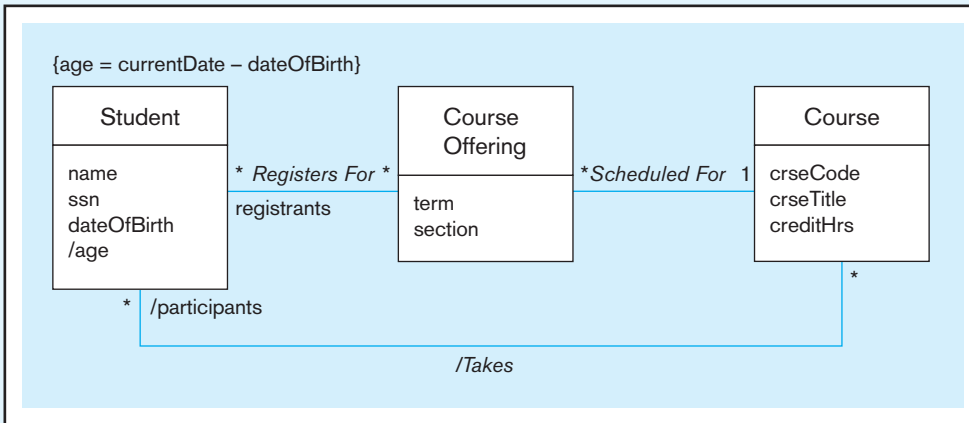 {age = currentDate – dateOfBirth}
Student
Course
Offering
Course
name
ssn
dateOfBirth
/age
* Registers For *
registrants
term
section
*Scheduled For 1
crseCode
crseTitle
creditHrs
* /participants
*
/Takes